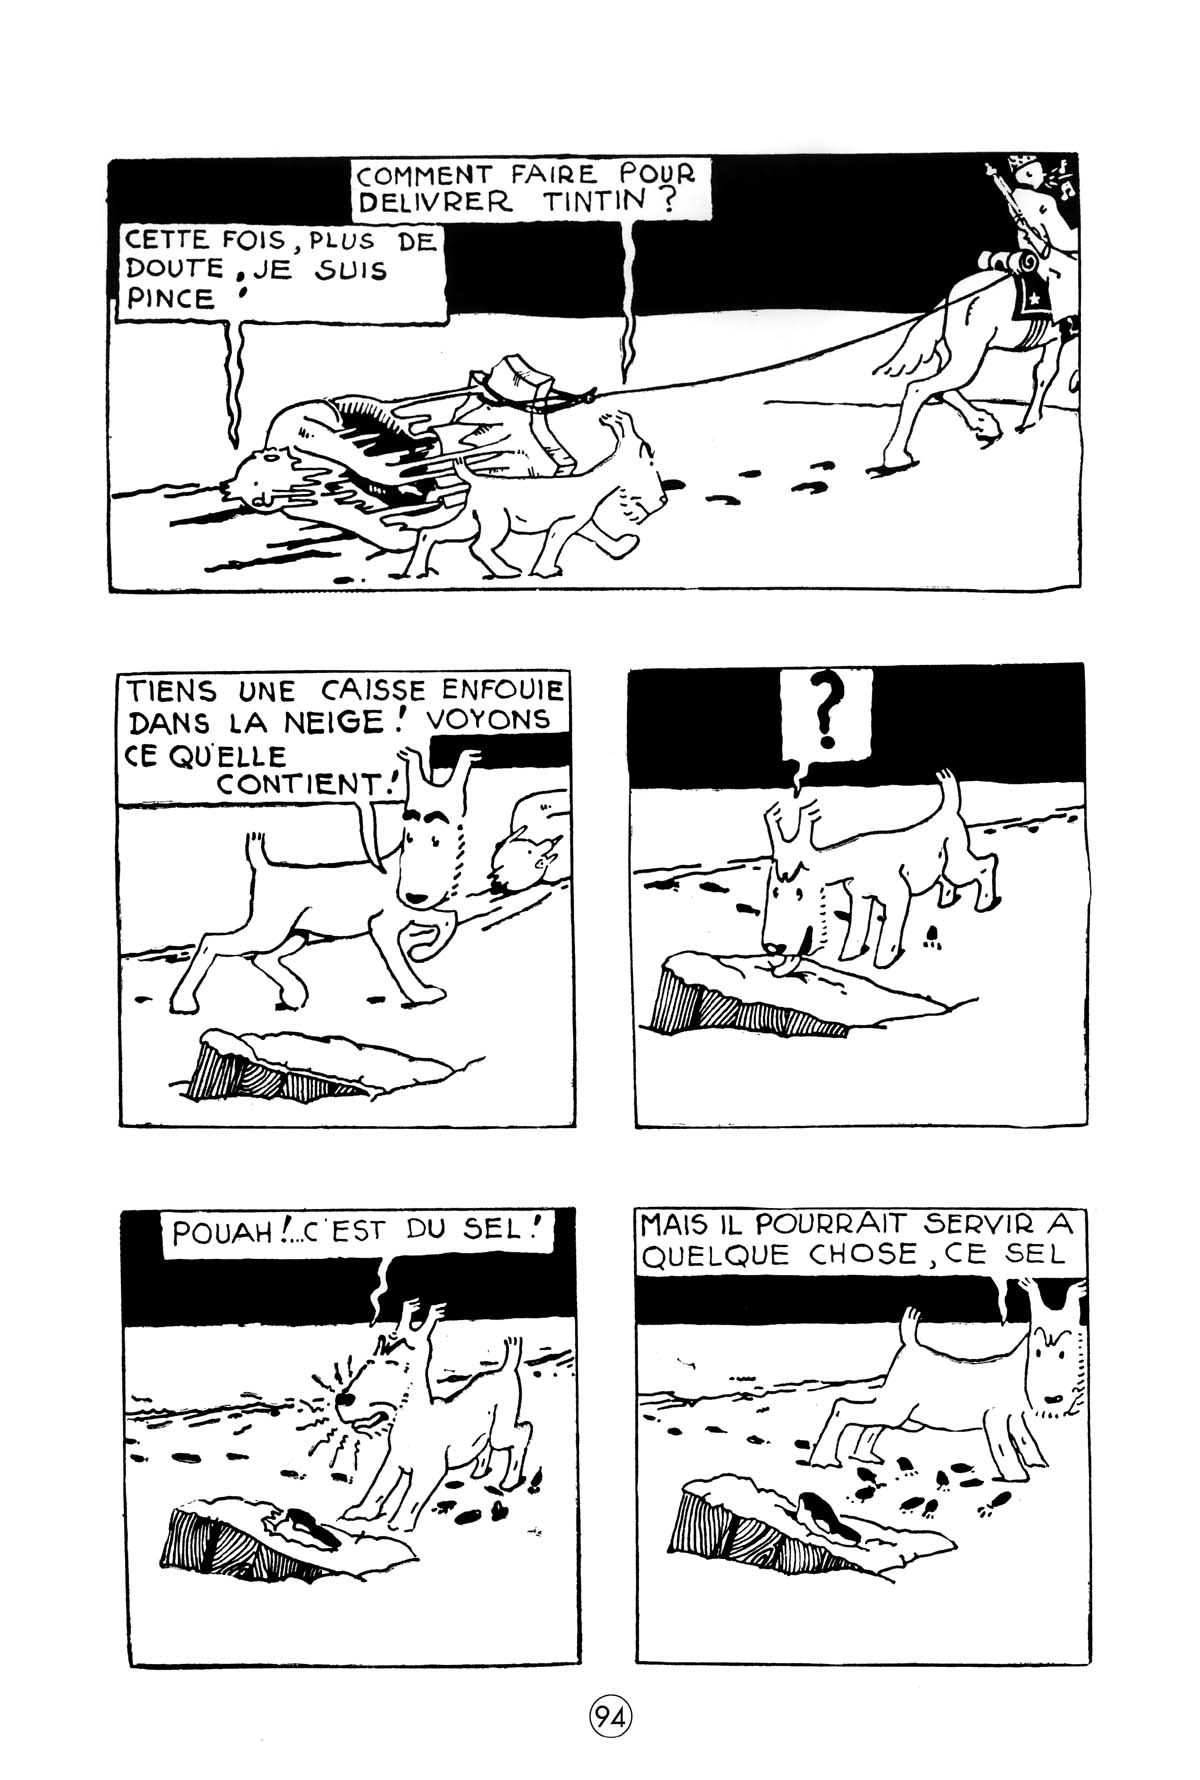 COMMENT FAIRE POUR
DELIVRER TINTIN ?
CETTE FOIS, PLUS DE
DOUTE, JE SUIS
PINCE !
TIENS UNE CAISSE ENFOUIE
DANS LA NEIGE ! VOYONS
CE QU'ELLE
CONTIENT !
?
POUAH !...C'EST DU SEL !
MAIS IL POURRAIT SERVIR A
QUELQUE CHOSE, CE SEL
94